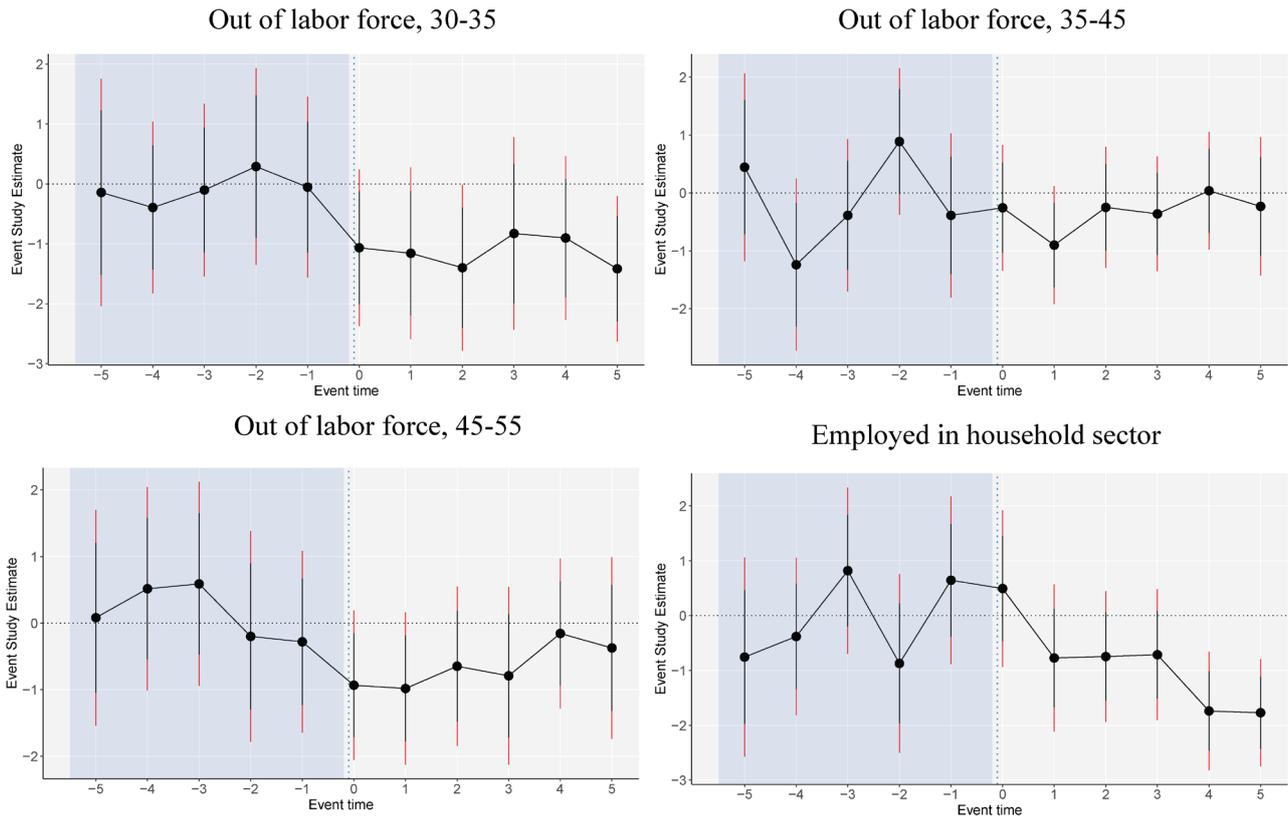 Out of labor force, 30-35
Out of labor force, 35-45
Event Study Estimate
2
1
0
−1
−2
−3
−5 −4 −3 −2 −1 0 1 2 3 4 5
Event time
Event Study Estimate
2
1
0
−1
−2
−5 −4 −3 −2 −1 0 1 2 3 4 5
Event time
Out of labor force, 45-55
Employed in household sector
Event Study Estimate
2
1
0
−1
−2
−5 −4 −3 −2 −1 0 1 2 3 4 5
Event time
Event Study Estimate
2
1
0
−1
−2
−3
−5 −4 −3 −2 −1 0 1 2 3 4 5
Event time